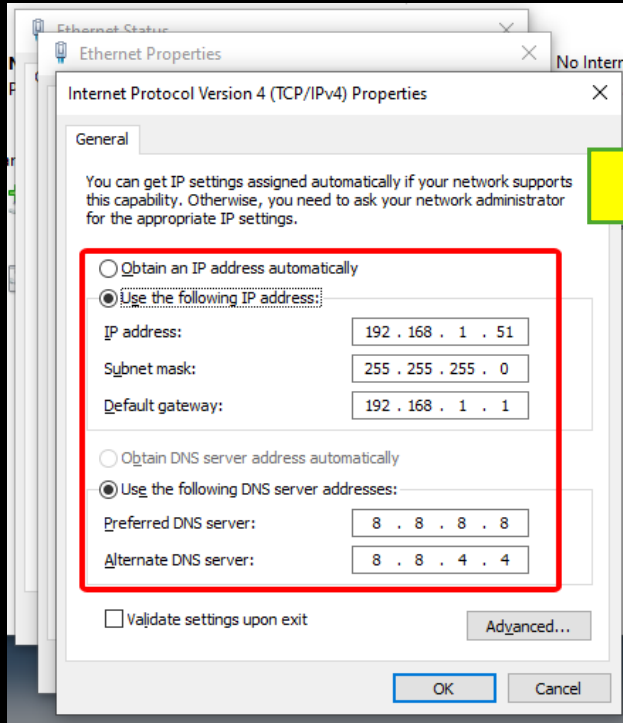 Ethernet Status
Ethernet Properties
No Intern
Internet Protocol Version 4 (TCP/IPv4) Properties
General
You can get IP settings assigned automatically if your network supports
this capability. Otherwise, you need to ask your network administrator
for the appropriate IP settings.
Obtain an IP address automatically
Use the following IP address:
IP address: 192 . 168 . 1 . 51
Subnet mask: 255 . 255 . 255 . 0
Default gateway: 192 . 168 . 1 . 1
Obtain DNS server address automatically
Use the following DNS server addresses:
Preferred DNS server: 8 . 8 . 8 . 8
Alternate DNS server: 8 . 8 . 4 . 4
Validate settings upon exit
Advanced...
OK Cancel